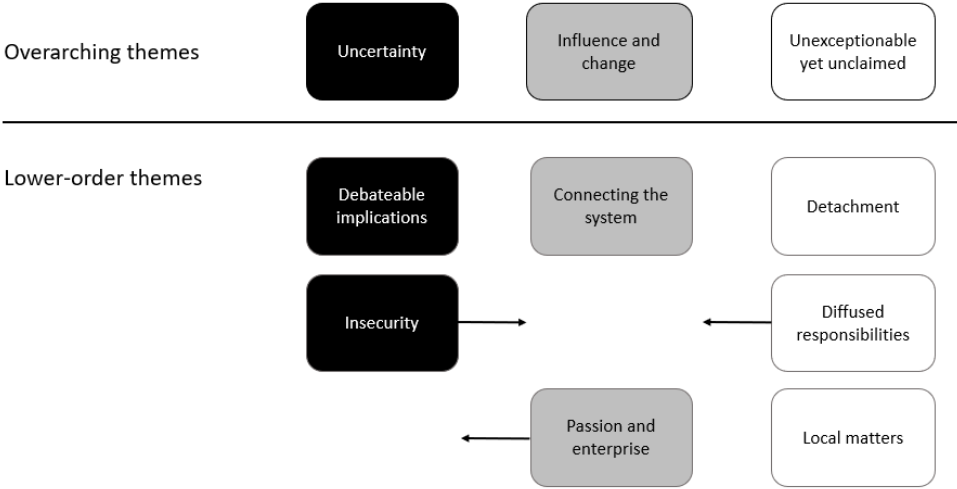 Overarching themes
Uncertainty
Influence and
change
Unexceptionable
yet unclaimed
Lower-order themes
Debateable
implications
Connecting the
system
Detachment
Insecurity
Diffused
responsibilities
Passion and
enterprise
Local matters